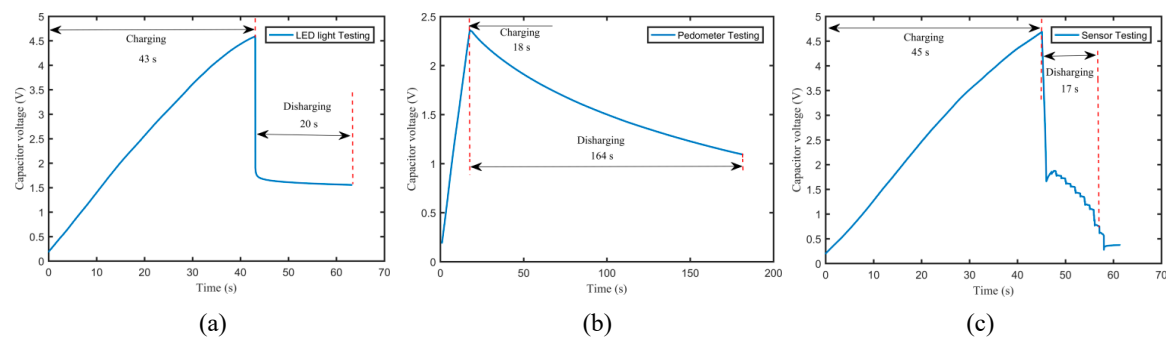 5
4.5
4
3.5
3
2.5
2
1.5
1
0.5
0
Capacitor voltage (V)
Charging
43 s
LED light Testing
Disharging
20 s
0 10 20 30 40 50 60 70
Time (s)
(a)
2.5
2
1.5
1
0.5
0
Capacitor voltage (V)
Charging
18 s
Pedometer Testing
Disharging
164 s
0 50 100 150 200
Time (s)
(b)
5
4.5
4
3.5
3
2.5
2
1.5
1
0.5
0
Capacitor voltage (V)
Charging
45 s
Sensor Testing
Disharging
17 s
0 10 20 30 40 50 60 70
Time (s)
(c)